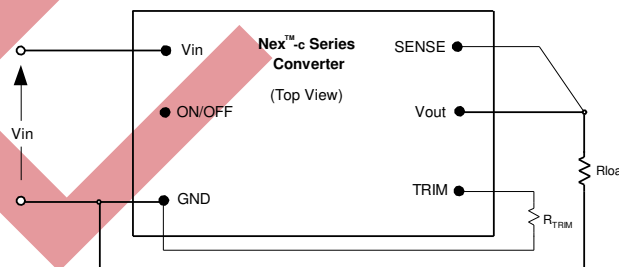 Nex™-c Series
Converter
(Top View)
Vin
SENSE
ON/OFF
Vout
Vin
GND
TRIM
Rloa
RTRIM